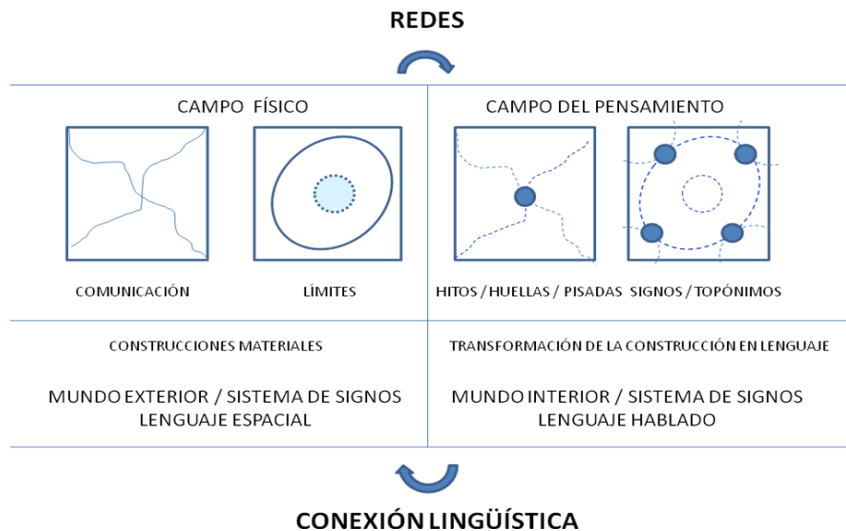 REDES
CAMPO FÍSICO
CAMPO DEL PENSAMIENTO
COMUNICACIÓN
LÍMITES
HITOS / HUELLAS / PISADAS
SIGNOS / TOPÓNIMOS
CONSTRUCCIONES MATERIALES
TRANSFORMACIÓN DE LA CONSTRUCCIÓN EN LENGUAJE
MUNDO EXTERIOR / SISTEMA DE SIGNOS
LENGUAJE ESPACIAL
MUNDO INTERIOR / SISTEMA DE SIGNOS
LENGUAJE HABLADO
CONEXIÓN LINGÜÍSTICA